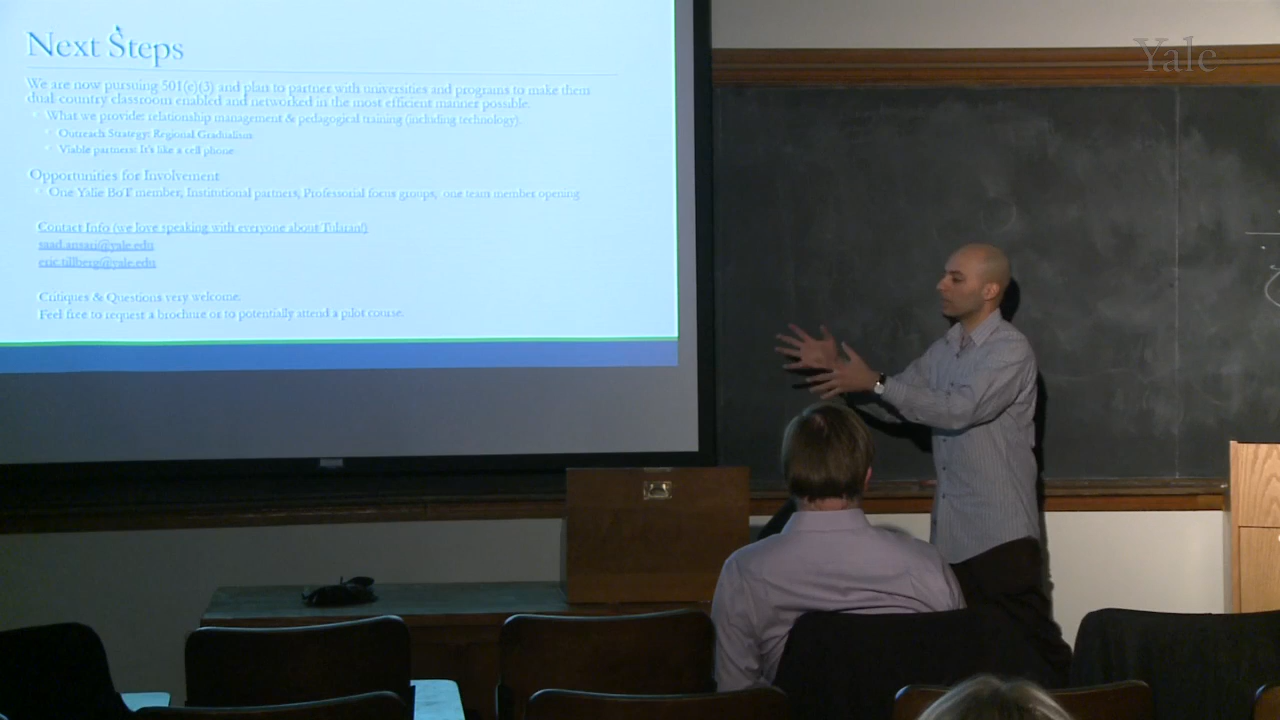 Next Steps
We are now pursuing 501(c)(3) and plan to partner with universities and programs to make them
dual-country classroom enabled and networked in the most efficient manner possible.
What we provide: relationship management & pedagogical training (including technology).
Outreach Strategy: Regional Gradualism
Viable partners: It's like a cell phone
Opportunities for Involvement
One Yalie BoT member, Institutional partners, Professorial focus groups, one team member opening
Contact Info (we love speaking with everyone about Tularan!)
saad.ansari@yale.edu
eric.tillberg@yale.edu
Critiques & Questions very welcome.
Feel free to request a brochure or to potentially attend a pilot course.
Yale